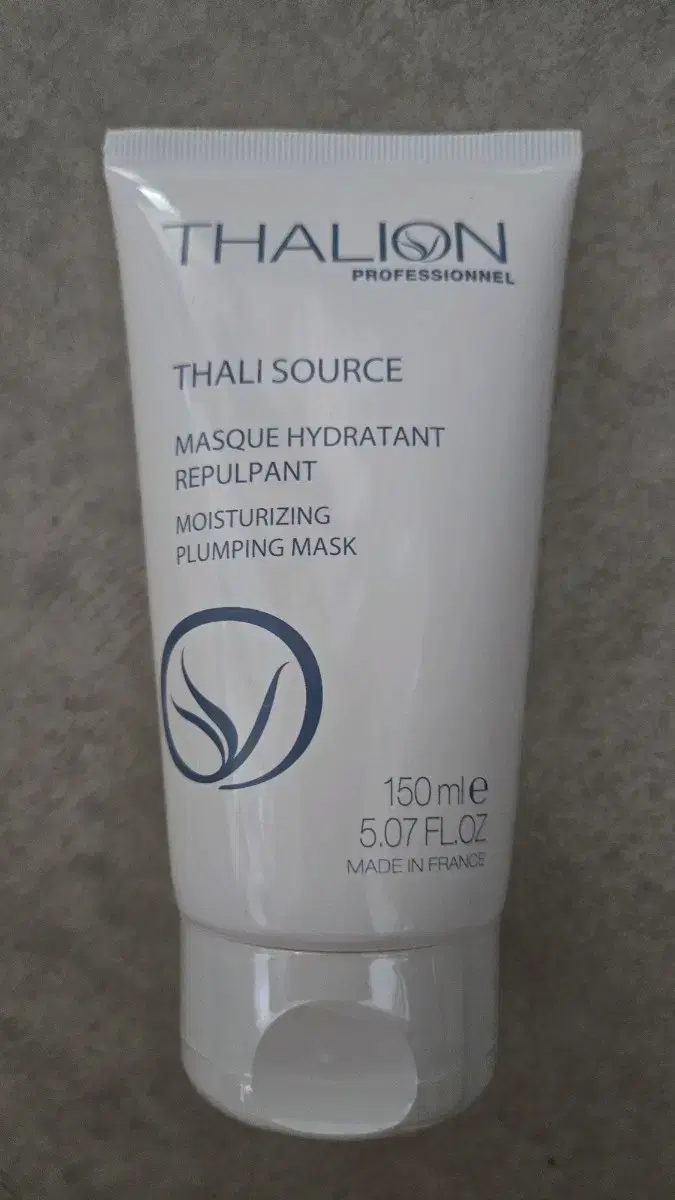 THALION
PROFESSIONNEL
THALI SOURCE
MASQUE HYDRATANT
REPULPANT
MOISTURIZING
PLUMPING MASK
150 ml e
5.07 FL.OZ
MADE IN FRANCE